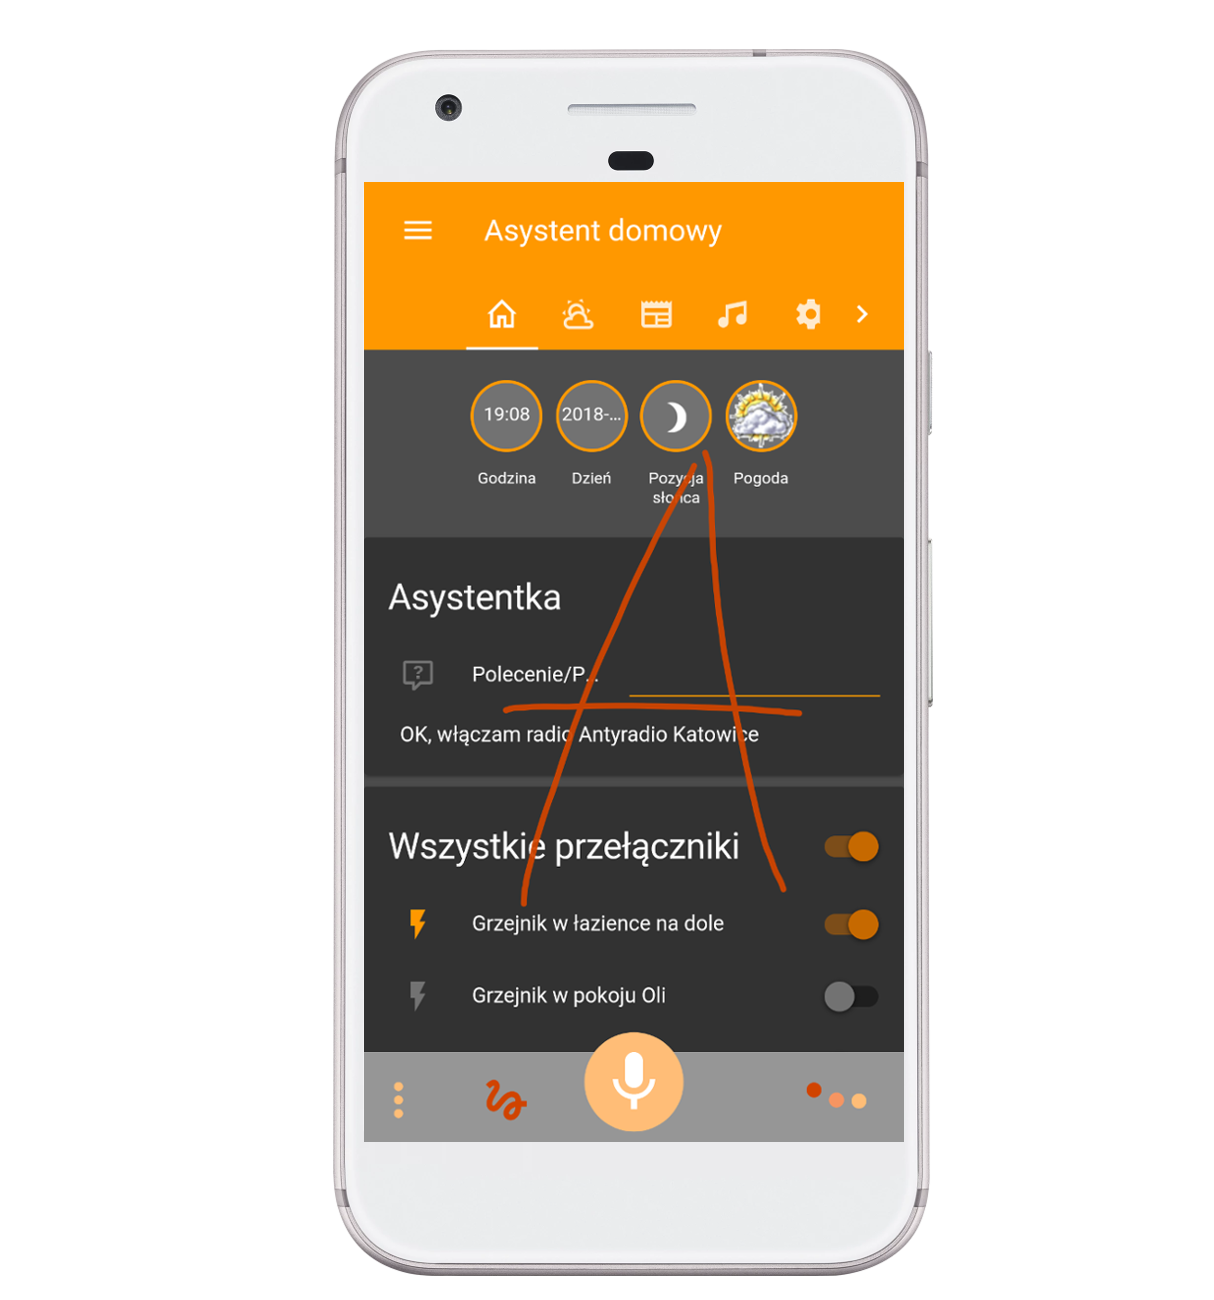 Asystent domowy
19:08 2018-...
Godzina Dzień Pozycja słońca Pogoda
Asystentka
Polecenie/P...
OK, włączam radio Antyradio Katowice
Wszystkie przełączniki
Grzejnik w łazience na dole
Grzejnik w pokoju Oli
A